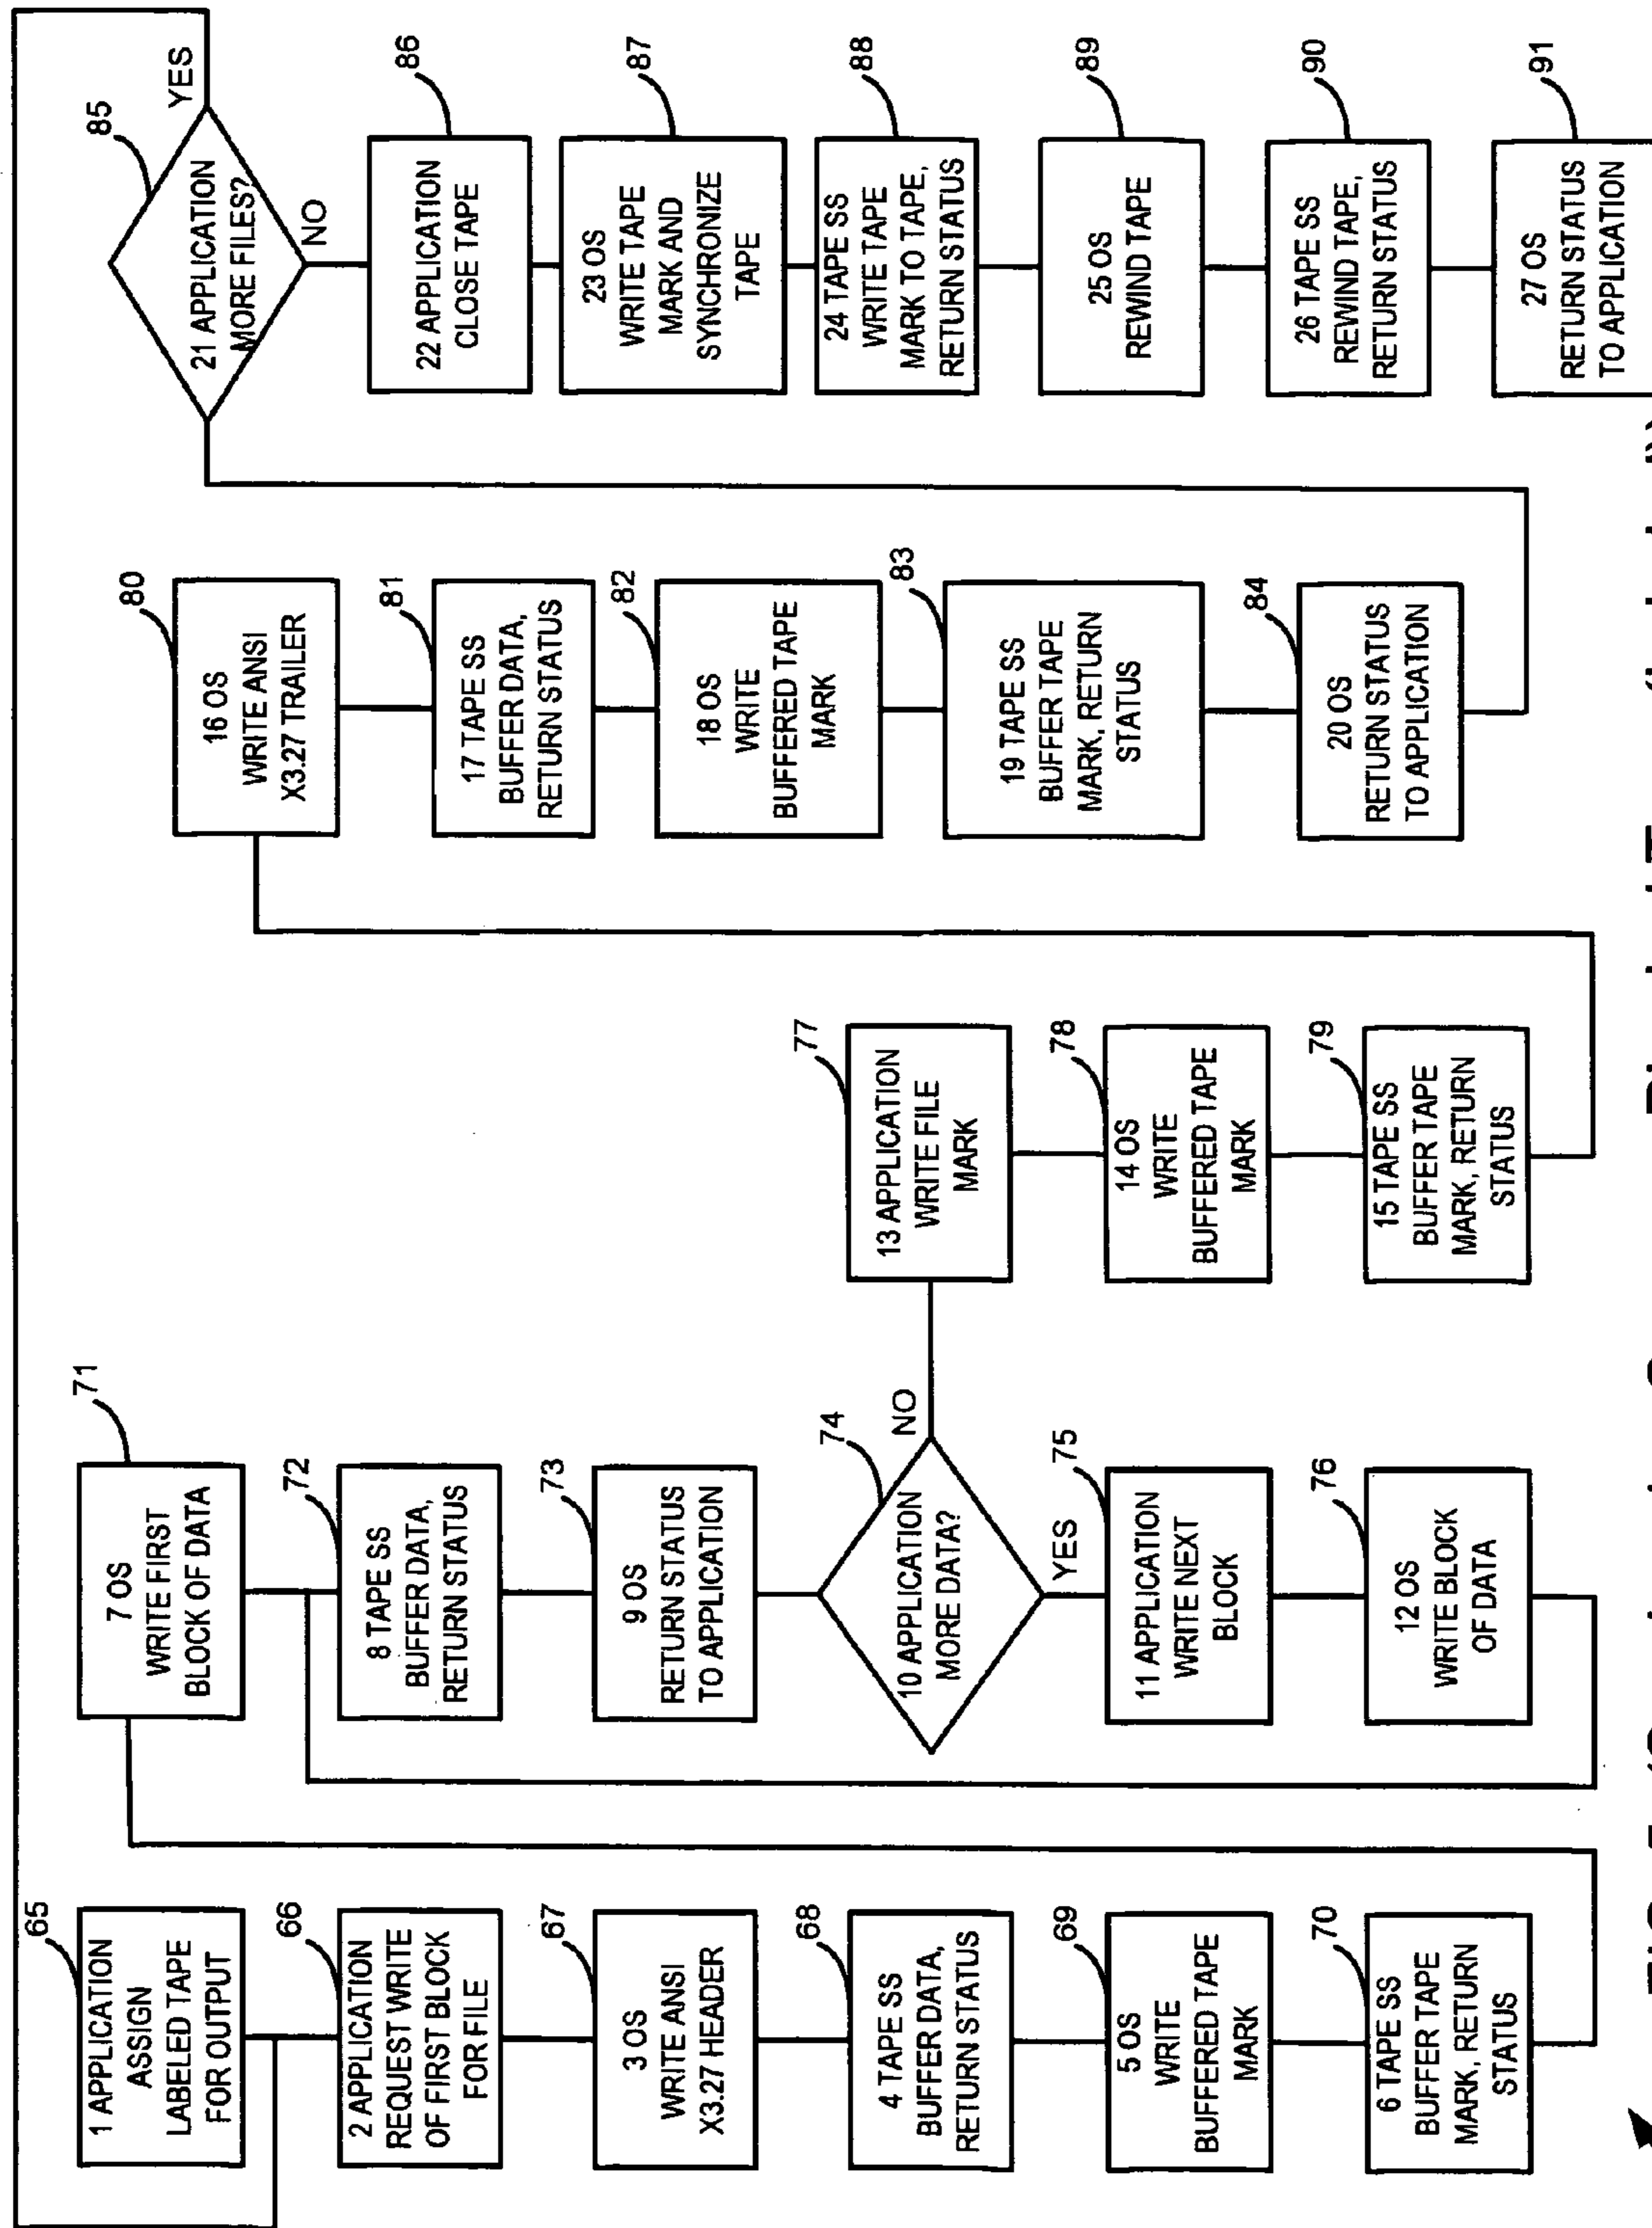 65
1 APPLICATION
ASSIGN
LABELED TAPE
FOR OUTPUT
66
2 APPLICATION
REQUEST WRITE
OF FIRST BLOCK
FOR FILE
67
3 OS
WRITE ANSI
X3.27 HEADER
68
4 TAPE SS
BUFFER DATA,
RETURN STATUS
69
5 OS
WRITE
BUFFERED TAPE
MARK
70
6 TAPE SS
BUFFER TAPE
MARK, RETURN
STATUS
71
7 OS
WRITE FIRST
BLOCK OF DATA
72
8 TAPE SS
BUFFER DATA,
RETURN STATUS
73
9 OS
RETURN STATUS
TO APPLICATION
74
10 APPLICATION
MORE DATA?
NO
YES
75
11 APPLICATION
WRITE NEXT
BLOCK
76
12 OS
WRITE BLOCK
OF DATA
77
13 APPLICATION
WRITE FILE
MARK
78
14 OS
WRITE
BUFFERED TAPE
MARK
79
15 TAPE SS
BUFFER TAPE
MARK, RETURN
STATUS
80
16 OS
WRITE ANSI
X3.27 TRAILER
81
17 TAPE SS
BUFFER DATA,
RETURN STATUS
82
18 OS
WRITE
BUFFERED TAPE
MARK
83
19 TAPE SS
BUFFER TAPE
MARK, RETURN
STATUS
84
20 OS
RETURN STATUS
TO APPLICATION
85
21 APPLICATION
MORE FILES?
YES
NO
86
22 APPLICATION
CLOSE TAPE
87
23 OS
WRITE TAPE
MARK AND
SYNCHRONIZE
TAPE
88
24 TAPE SS
WRITE TAPE
MARK TO TAPE,
RETURN STATUS
89
25 OS
REWIND TAPE
90
26 TAPE SS
REWIND TAPE,
RETURN STATUS
91
27 OS
RETURN STATUS
TO APPLICATION